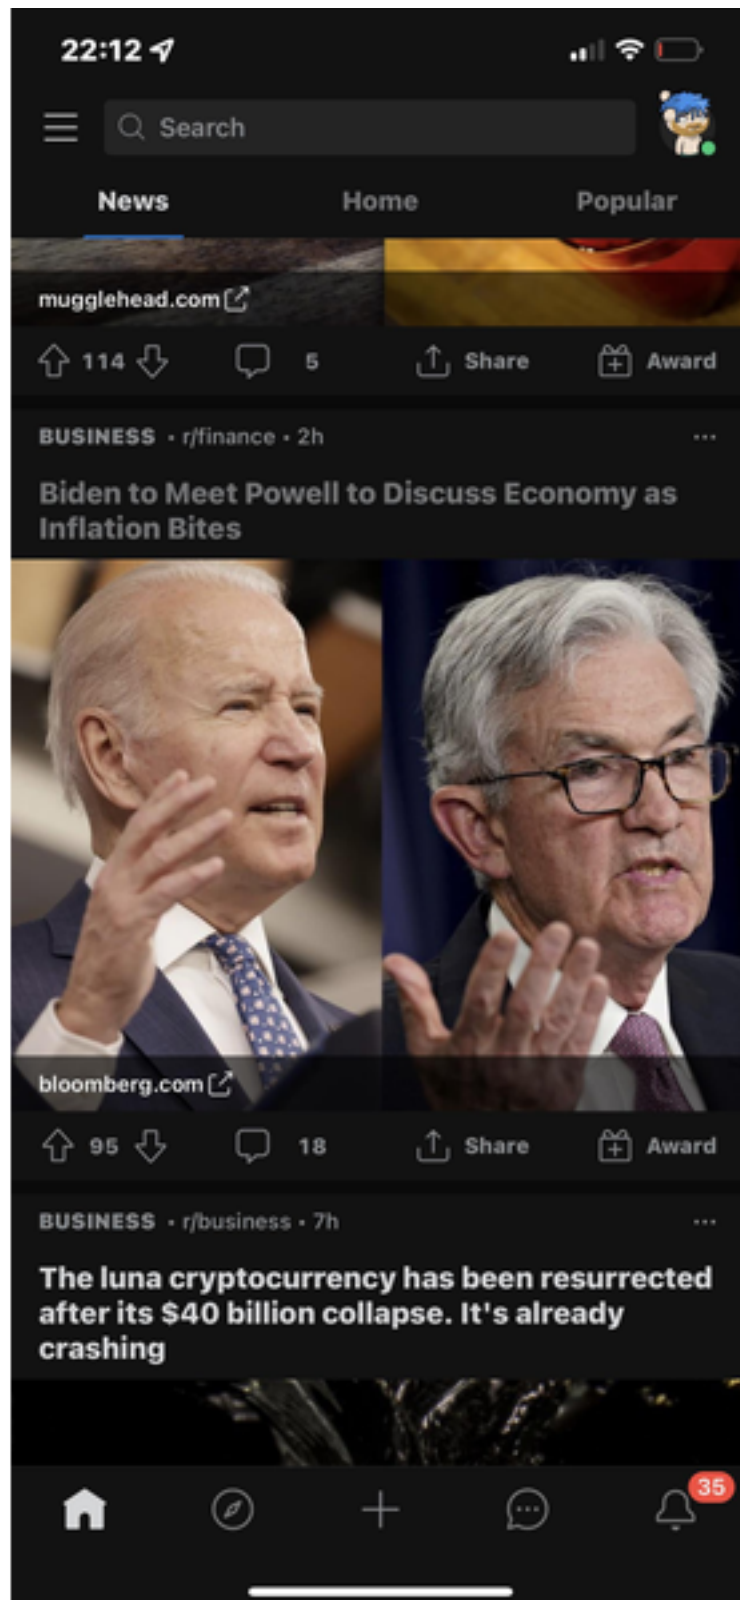 22:12
Search
News Home Popular
mugglehead.com
114 5 Share Award
BUSINESS • r/finance • 2h
Biden to Meet Powell to Discuss Economy as
Inflation Bites
bloomberg.com
95 18 Share Award
BUSINESS • r/business • 7h
The luna cryptocurrency has been resurrected
after its $40 billion collapse. It's already
crashing
35